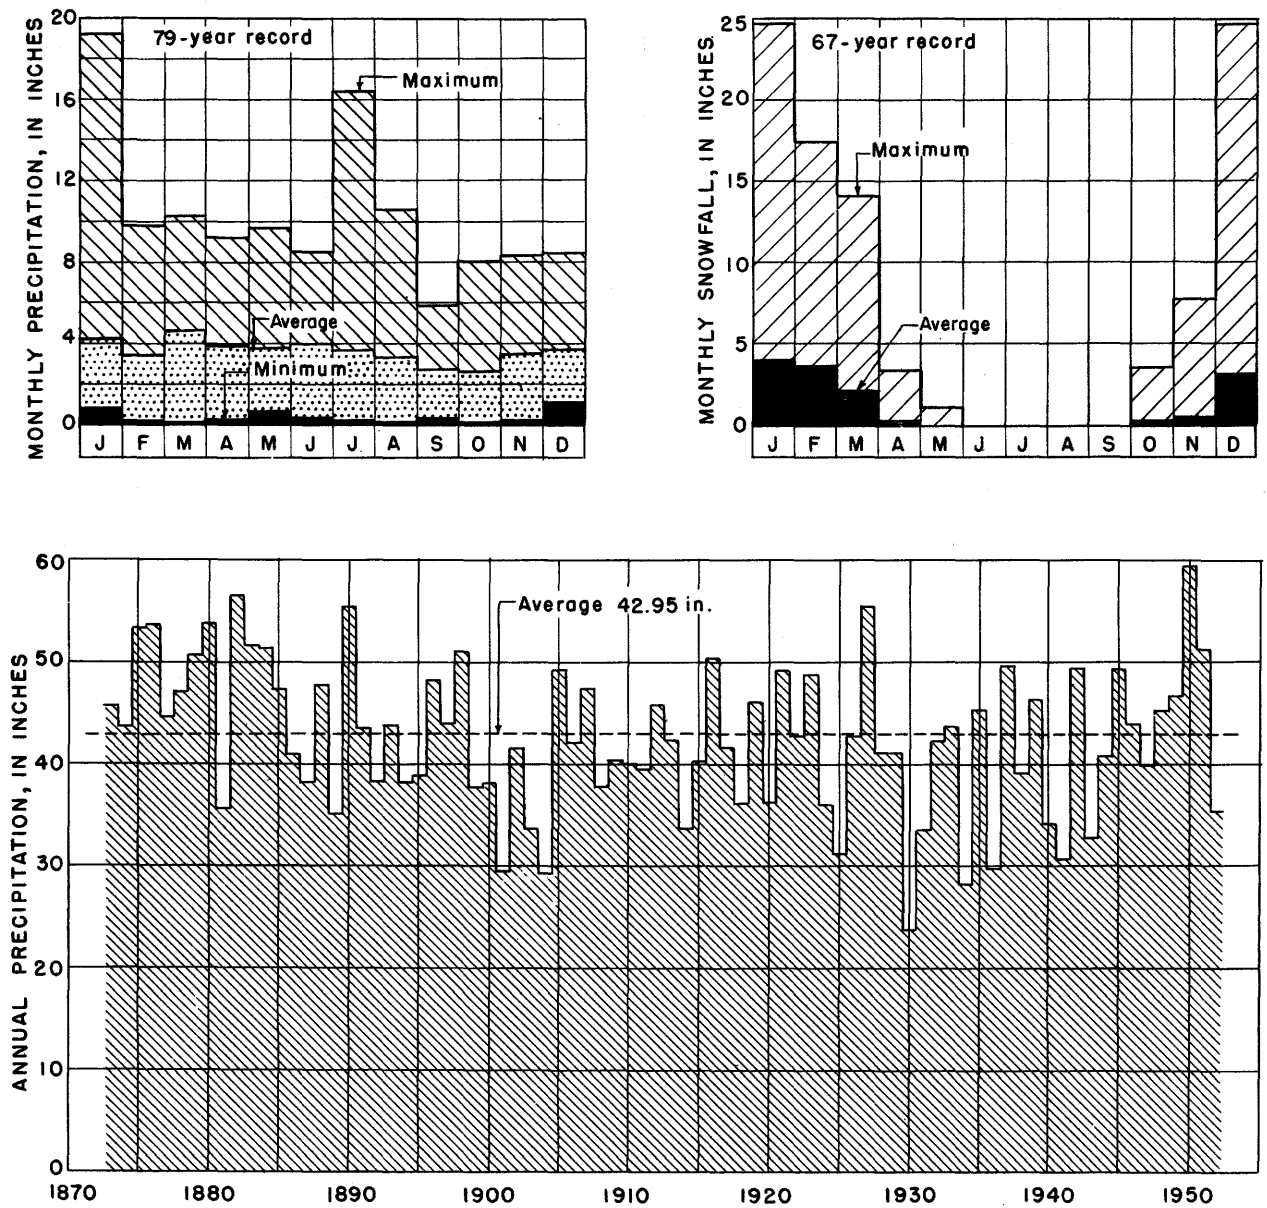 MONTHLY PRECIPITATION, IN INCHES
20
16
12
8
4
0
79-year record
Maximum
Average
Minimum
J F M A M J J A S O N D
MONTHLY SNOWFALL, IN INCHES
25
20
15
10
5
0
67-year record
Maximum
Average
J F M A M J J A S O N D
ANNUAL PRECIPITATION, IN INCHES
60
50
40
30
20
10
0
Average 42.95 in.
1870 1880 1890 1900 1910 1920 1930 1940 1950